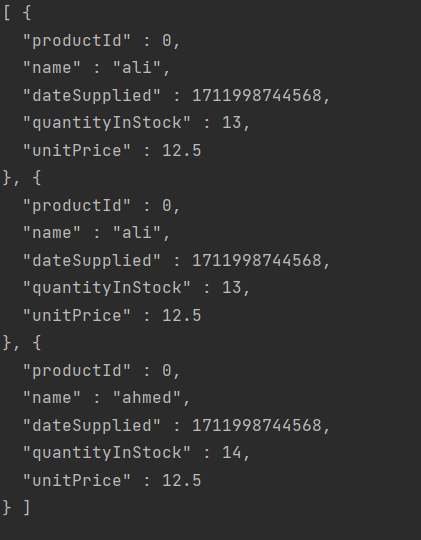 [ {
  "productId" : 0,
  "name" : "ali",
  "dateSupplied" : 1711998744568,
  "quantityInStock" : 13,
  "unitPrice" : 12.5
}, {
  "productId" : 0,
  "name" : "ali",
  "dateSupplied" : 1711998744568,
  "quantityInStock" : 13,
  "unitPrice" : 12.5
}, {
  "productId" : 0,
  "name" : "ahmed",
  "dateSupplied" : 1711998744568,
  "quantityInStock" : 14,
  "unitPrice" : 12.5
} ]